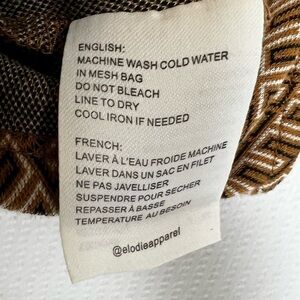 ENGLISH:
MACHINE WASH COLD WATER
IN MESH BAG
DO NOT BLEACH
LINE TO DRY
COOL IRON IF NEEDED
FRENCH:
LAVER À L'EAU FROIDE MACHINE
LAVER DANS UN SAC EN FILET
NE PAS JAVELLISER
SUSPENDRE POUR SECHER
REPASSER À BASSE
TEMPERATURE AU BESOIN
@elodieapparel